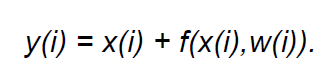 y(i) = x(i) + f(x(i),w(i)).